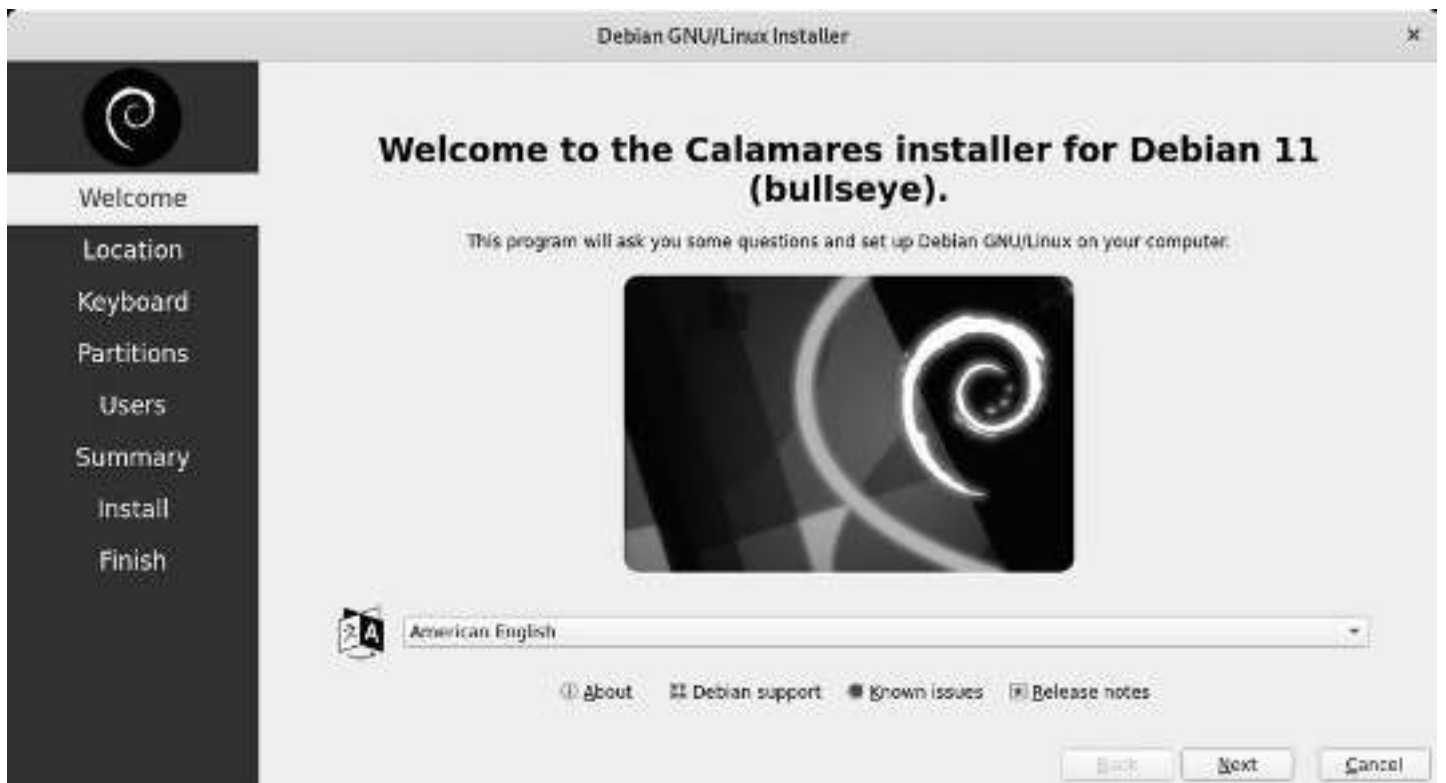 Debian GNU/Linux Installer
Welcome
Location
Keyboard
Partitions
Users
Summary
Install
Finish
Welcome to the Calamares installer for Debian 11
(bullseye).
This program will ask you some questions and set up Debian GNU/Linux on your computer.
American English
About
Debian support
Known issues
Release notes
Back
Next
Cancel